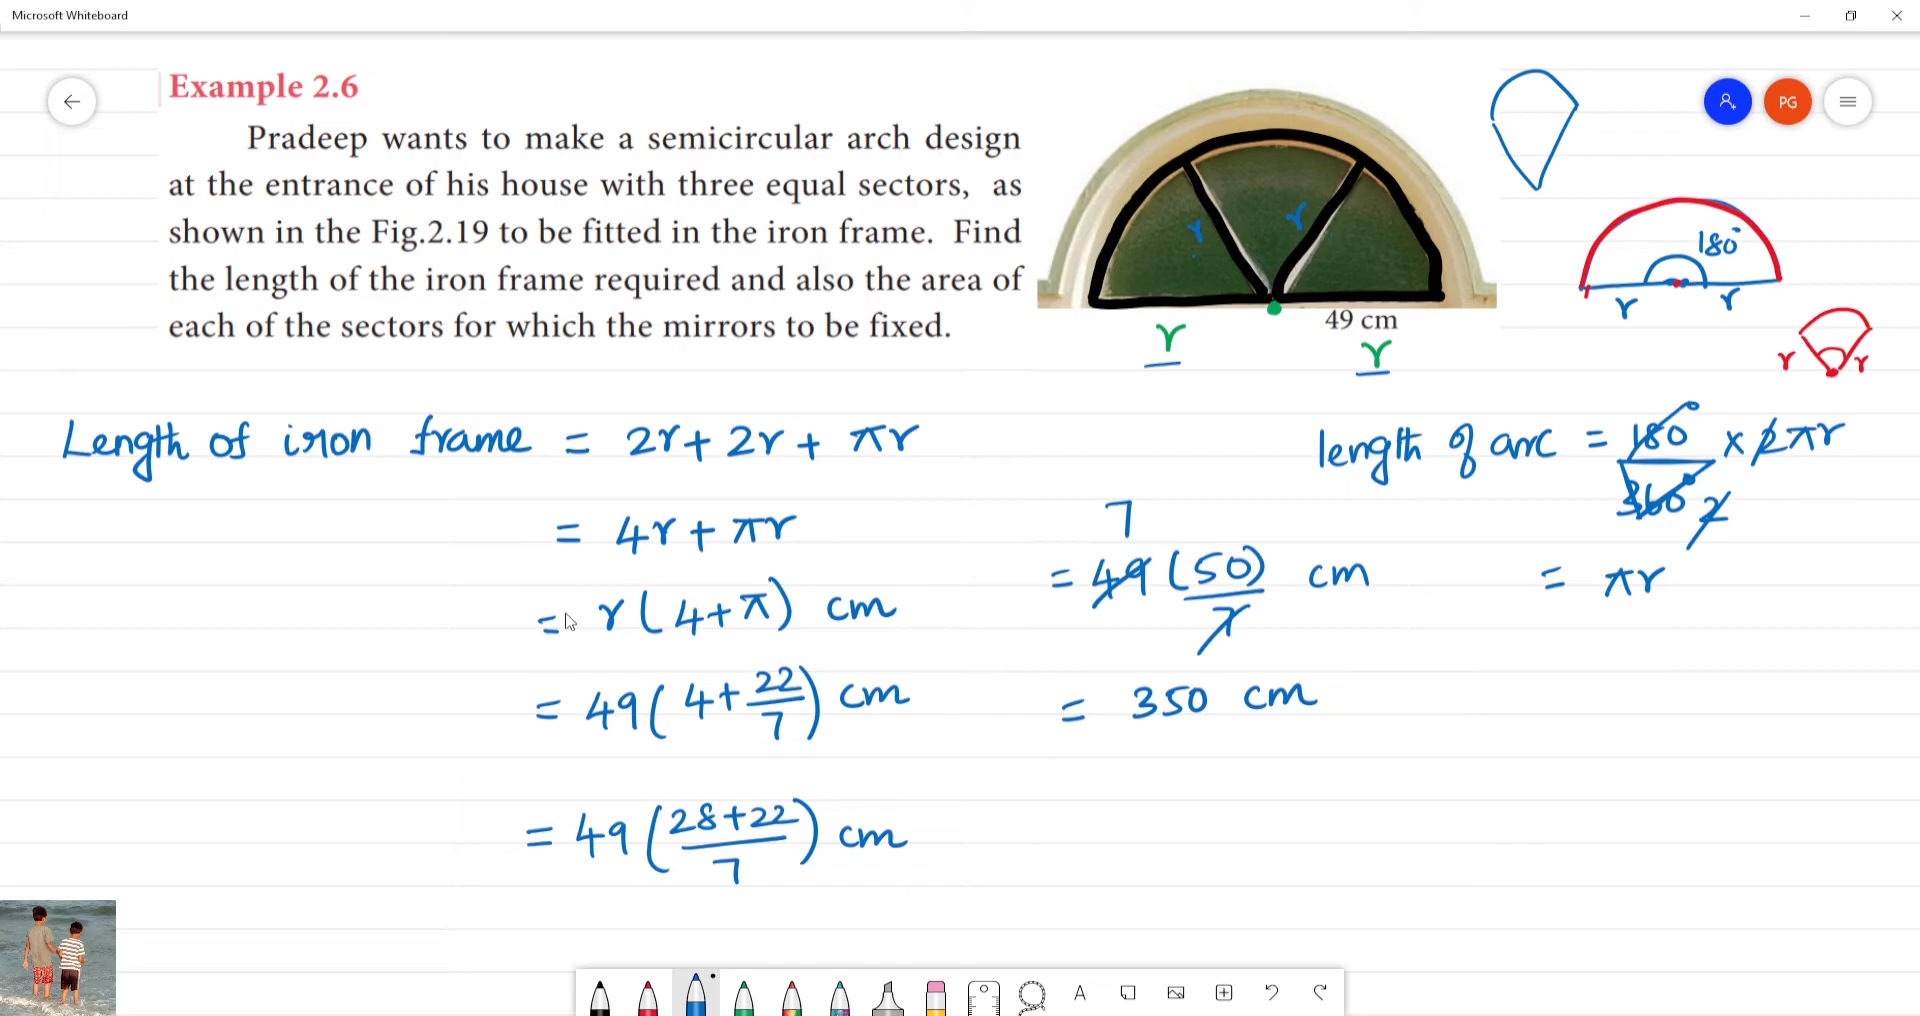 Microsoft Whiteboard
Example 2.6
Pradeep wants to make a semicircular arch design
at the entrance of his house with three equal sectors, as
shown in the Fig.2.19 to be fitted in the iron frame. Find
the length of the iron frame required and also the area of
each of the sectors for which the mirrors to be fixed.
r
r
49 cm
r
r
PG
180°
r
r
r
r
Length of iron frame = 2r + 2r + πr
= 4r + πr
= r(4+π) cm
= 49(4+22/7) cm
= 49(28+22/7) cm
7
= 49(50)/7 cm
= 350 cm
length of arc = 180°/360° × 2πr
2
= πr
A